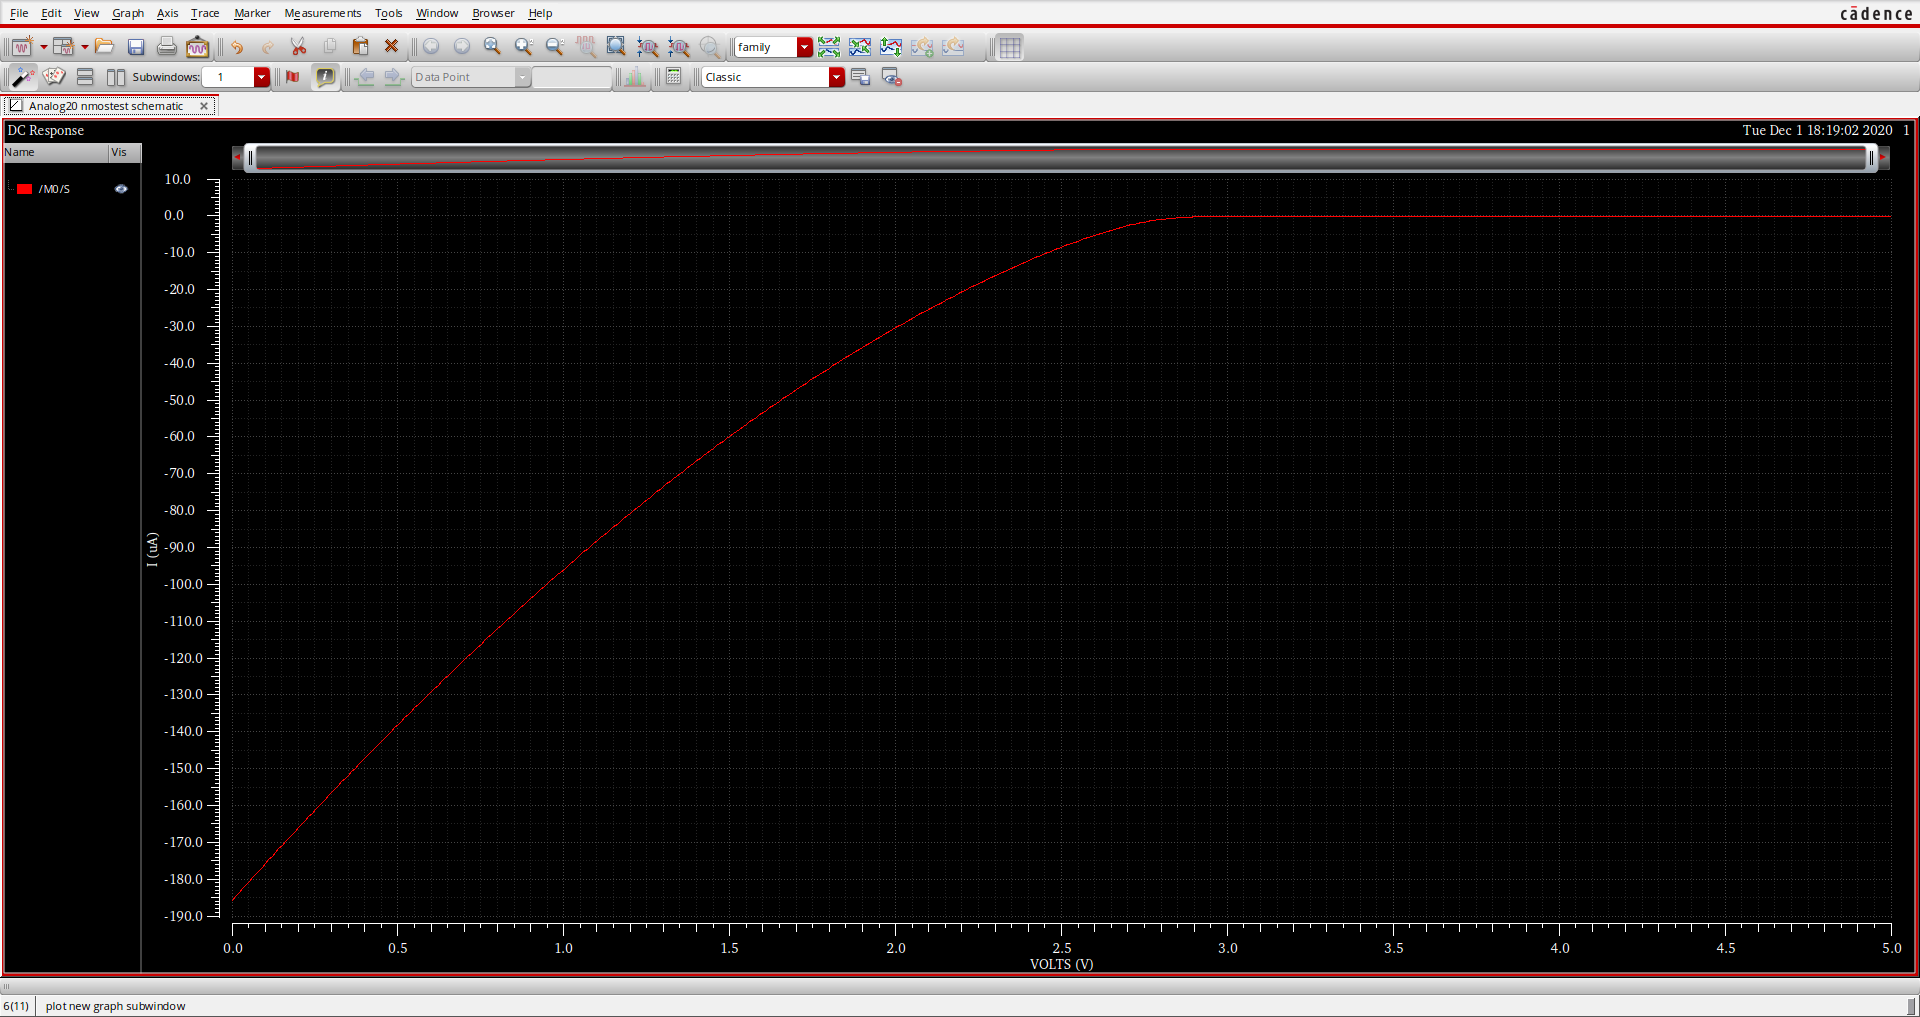 File Edit View Graph Axis Trace Marker Measurements Tools Window Browser Help
cādence
family
Subwindows: 1 Data Point Classic
Analog20 nmostest schematic
DC Response Tue Dec 1 18:19:02 2020 1
Name Vis
/M0/S
10.0
0.0
-10.0
-20.0
-30.0
-40.0
-50.0
-60.0
-70.0
-80.0
-90.0
-100.0
-110.0
-120.0
-130.0
-140.0
-150.0
-160.0
-170.0
-180.0
-190.0
I (uA)
0.0 0.5 1.0 1.5 2.0 2.5 3.0 3.5 4.0 4.5 5.0
VOLTS (V)
6(11) plot new graph subwindow